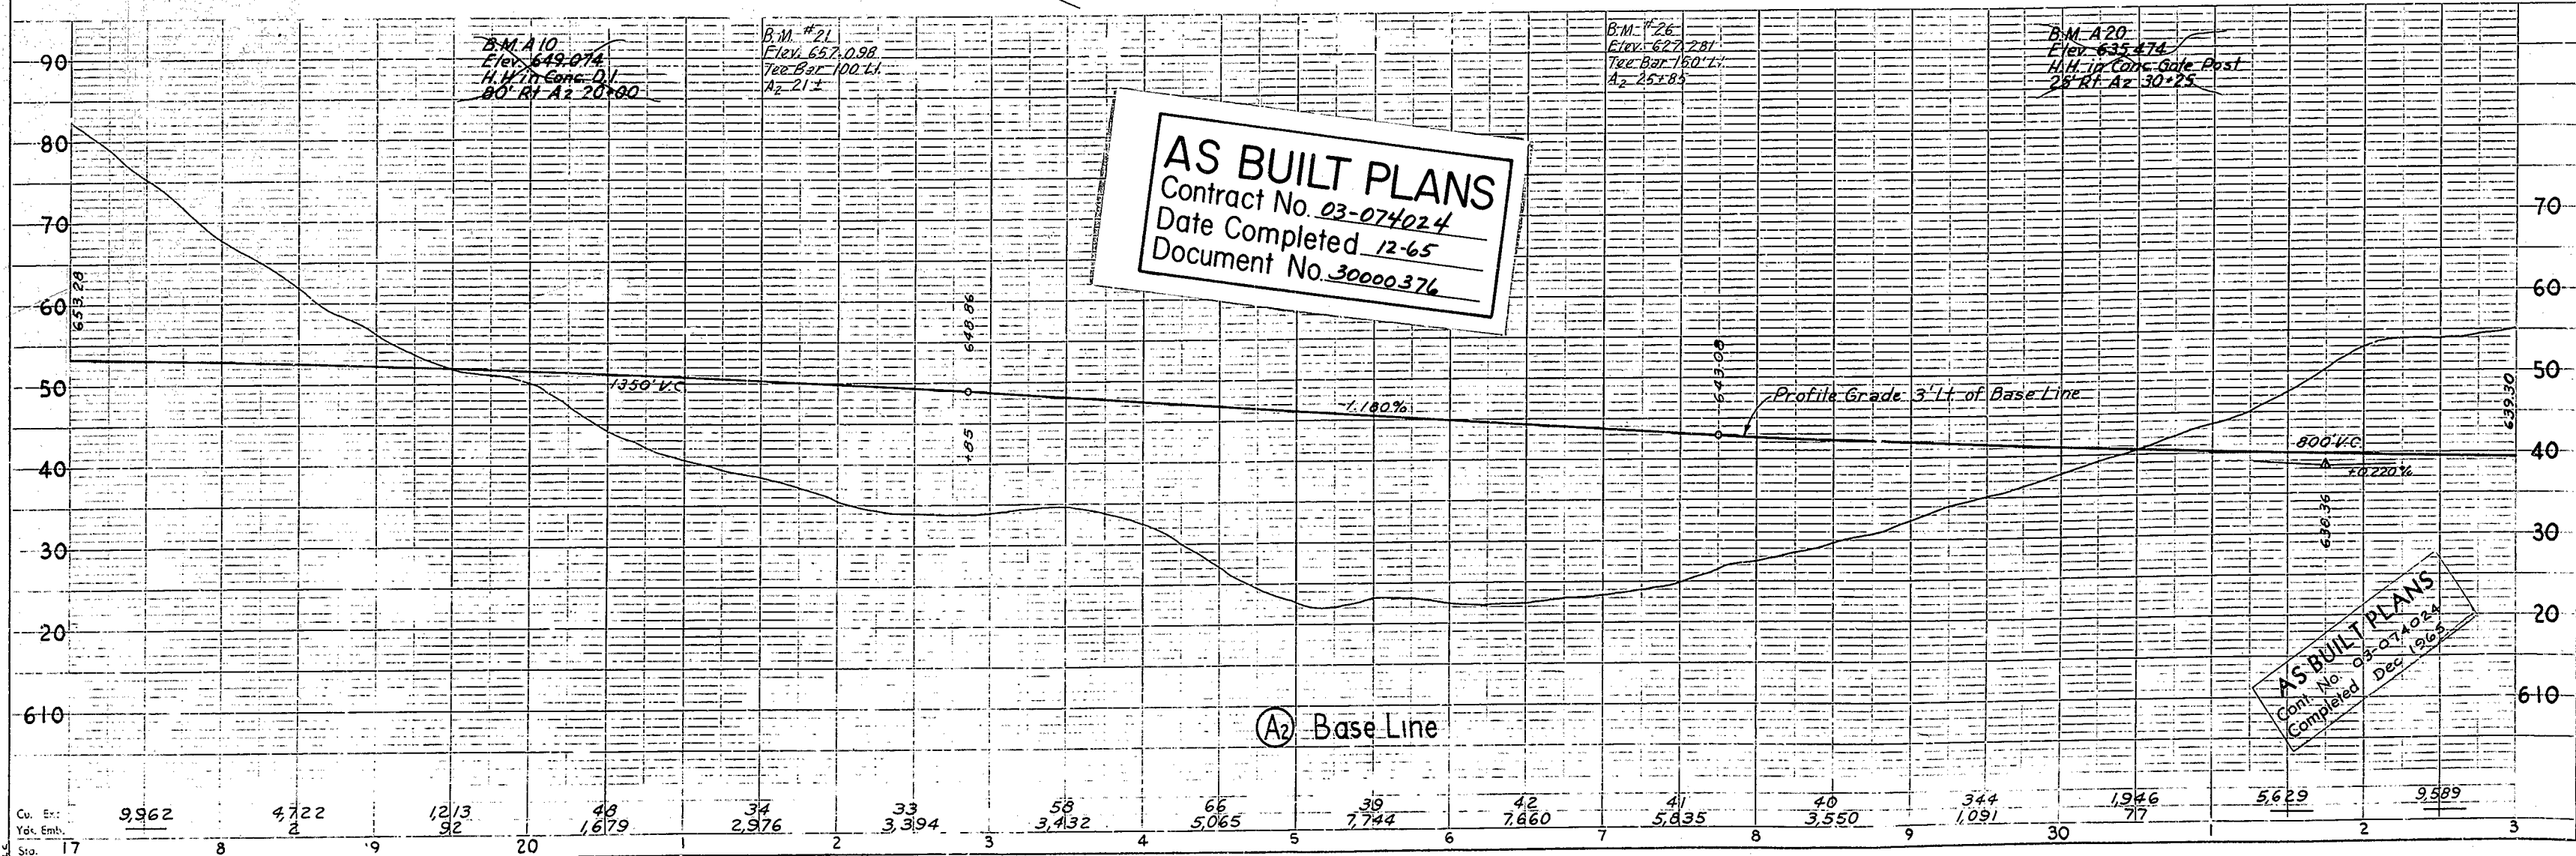 B.M. A10
Elev. 649.074
H.H. in Conc. D.I.
80' Rt A2 20+00
B.M. #21
Elev. 657.098
Tee Bar 100' Lt.
A2 21±
B.M. #26
Elev. 627.281
Tee Bar 150' Lt.
A2 25+85
B.M. A20
Elev. 635.474
H.H. in Conc. Gate Post
25' Rt A2 30+25
AS BUILT PLANS
Contract No. 03-074024
Date Completed 12-65
Document No. 30000376
90
80
70
60
50
40
30
20
610
70
60
50
40
30
20
610
653.28
1350' V.C.
648.86
+85
-1.180%
643.08
Profile Grade 3' Lt. of Base Line
800' V.C.
+0.220%
638.36
639.30
AS BUILT PLANS
Cont. No. 03-074024
Completed Dec 1965
A2 Base Line
Cu. Exc. 9,962 4,722 1,213 48 34 33 58 66 39 42 41 40 344 1,946 5,629 9,589
Yds. Emb. 2 92 1,679 2,976 3,394 3,432 5,065 7,744 7,660 5,835 3,550 1,091 77
Sta. 17 8 9 20 1 2 3 4 5 6 7 8 9 30 1 2 3